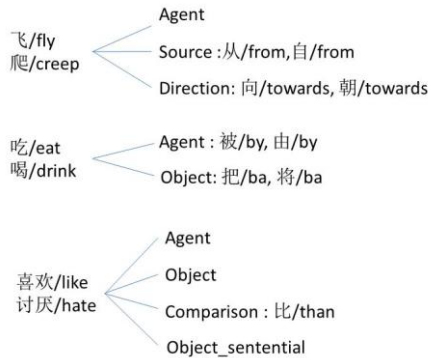 飞/fly
爬/creep
Agent
Source :从/from,自/from
Direction: 向/towards, 朝/towards
吃/eat
喝/drink
Agent : 被/by, 由/by
Object: 把/ba, 将/ba
喜欢/like
讨厌/hate
Agent
Object
Comparison : 比/than
Object_sentential